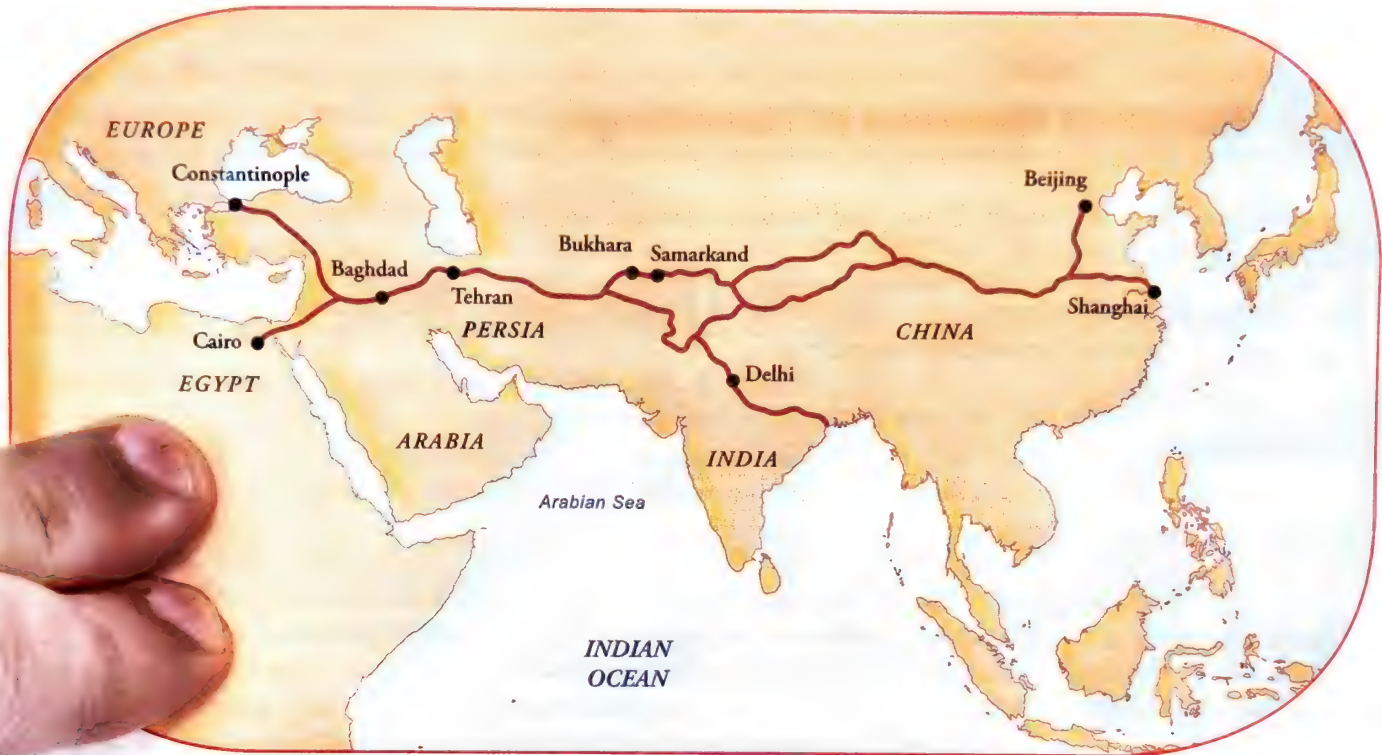 EUROPE
Constantinople
Beijing
Bukhara
Samarkand
Baghdad
Tehran
Shanghai
PERSIA
CHINA
Cairo
EGYPT
Delhi
ARABIA
INDIA
Arabian Sea
INDIAN
OCEAN